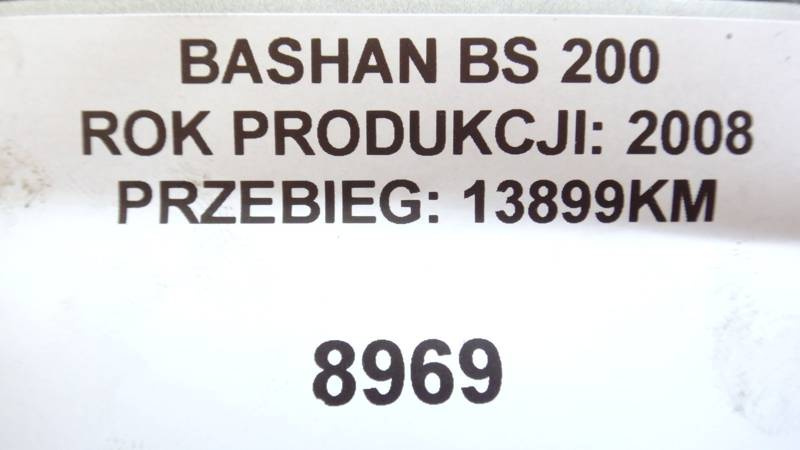 BASHAN BS 200
ROK PRODUKCJI: 2008
PRZEBIEG: 13899KM
8969